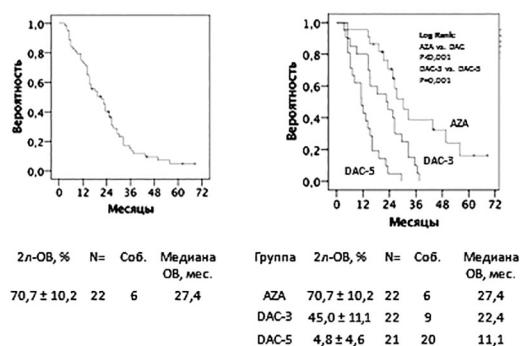 1,0
0,8
0,6
0,4
0,2
0,0
Вероятность
0 12 24 36 48 60 72
Месяцы
1,0
0,8
0,6
0,4
0,2
0,0
Вероятность
Log Rank:
AZA vs. DAC
P<0,001
DAC-3 vs. DAC-5
P=0,001
AZA
DAC-3
DAC-5
0 12 24 36 48 60 72
Месяцы
2л-ОВ, % N= Соб. Медиана
ОВ, мес.
70,7 ± 10,2 22 6 27,4
Группа 2л-ОВ, % N= Соб. Медиана
ОВ, мес.
AZA 70,7 ± 10,2 22 6 27,4
DAC-3 45,0 ± 11,1 22 9 22,4
DAC-5 4,8 ± 4,6 21 20 11,1